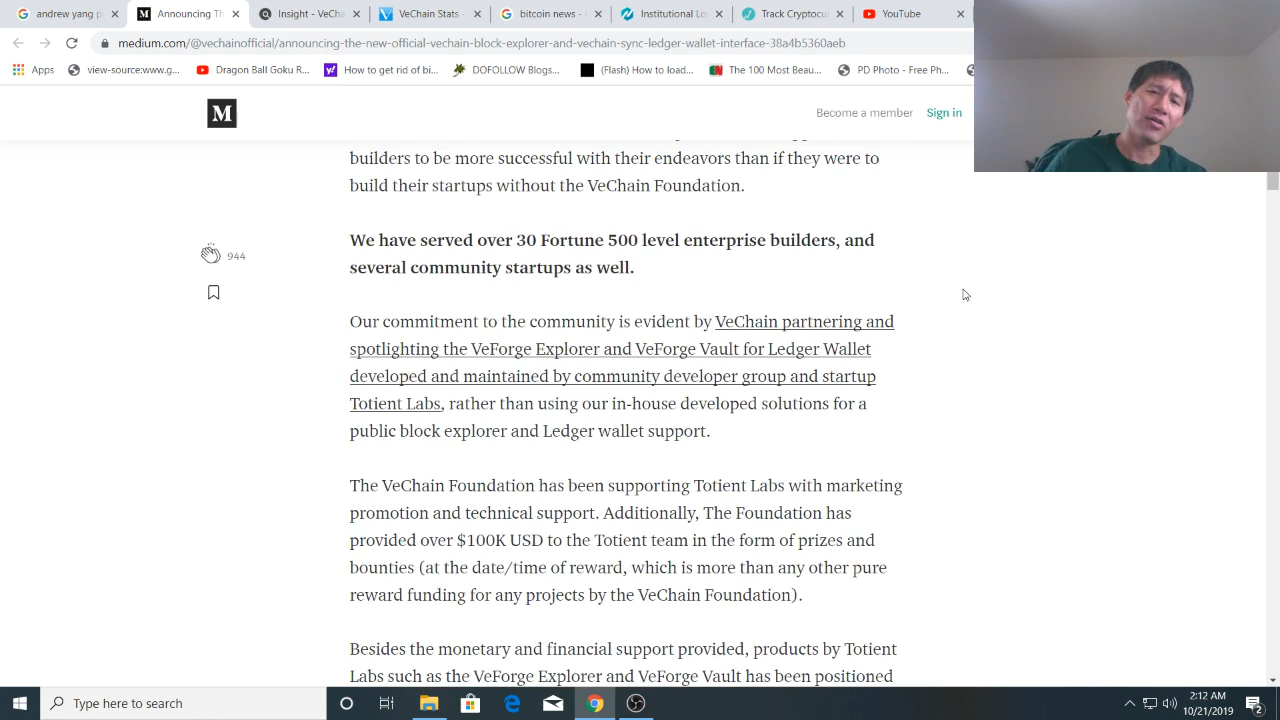 andrew yang p
Announcing Th
Insight - VeCha
VeChain Stats -
bitcoin news - G
Institutional Lo
Track Cryptocu
YouTube
medium.com/@vechainofficial/announcing-the-new-official-vechain-block-explorer-and-vechain-sync-ledger-wallet-interface-38a4b5360aeb
Apps
view-source:www.g...
Dragon Ball Goku R...
How to get rid of bi...
DOFOLLOW Blogs...
(Flash) How to load...
The 100 Most Beau...
PD Photo - Free Ph...
M
Become a member
Sign in
builders to be more successful with their endeavors than if they were to
build their startups without the VeChain Foundation.
We have served over 30 Fortune 500 level enterprise builders, and
several community startups as well.
944
Our commitment to the community is evident by VeChain partnering and
spotlighting the VeForge Explorer and VeForge Vault for Ledger Wallet
developed and maintained by community developer group and startup
Totient Labs, rather than using our in-house developed solutions for a
public block explorer and Ledger wallet support.
The VeChain Foundation has been supporting Totient Labs with marketing
promotion and technical support. Additionally, The Foundation has
provided over $100K USD to the Totient team in the form of prizes and
bounties (at the date/time of reward, which is more than any other pure
reward funding for any projects by the VeChain Foundation).
Besides the monetary and financial support provided, products by Totient
Labs such as the VeForge Explorer and VeForge Vault has been positioned
Type here to search
2:12 AM
10/21/2019
2